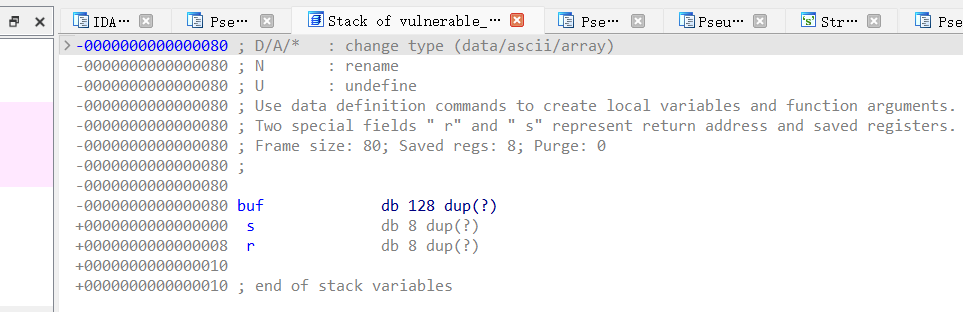 IDA··· Pse··· Stack of vulnerable_··· Pse··· Pseu··· Str··· Pse
-0000000000000080 ; D/A/*   : change type (data/ascii/array)
-0000000000000080 ; N       : rename
-0000000000000080 ; U       : undefine
-0000000000000080 ; Use data definition commands to create local variables and function arguments.
-0000000000000080 ; Two special fields " r" and " s" represent return address and saved registers.
-0000000000000080 ; Frame size: 80; Saved regs: 8; Purge: 0
-0000000000000080 ;
-0000000000000080
-0000000000000080 buf             db 128 dup(?)
+0000000000000000  s              db 8 dup(?)
+0000000000000008  r              db 8 dup(?)
+0000000000000010
+0000000000000010 ; end of stack variables